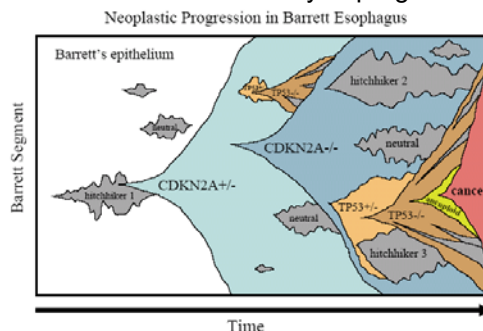 Neoplastic Progression in Barrett Esophagus
Barrett's epithelium
hitchhiker 2
TP53-/-
neutral
CDKN2A-/-
neutral
CDKN2A+/-
hitchhiker 1
cance
TP53+/-
TP53-/-
neutral
hitchhiker 3
Barrett Segment
Time